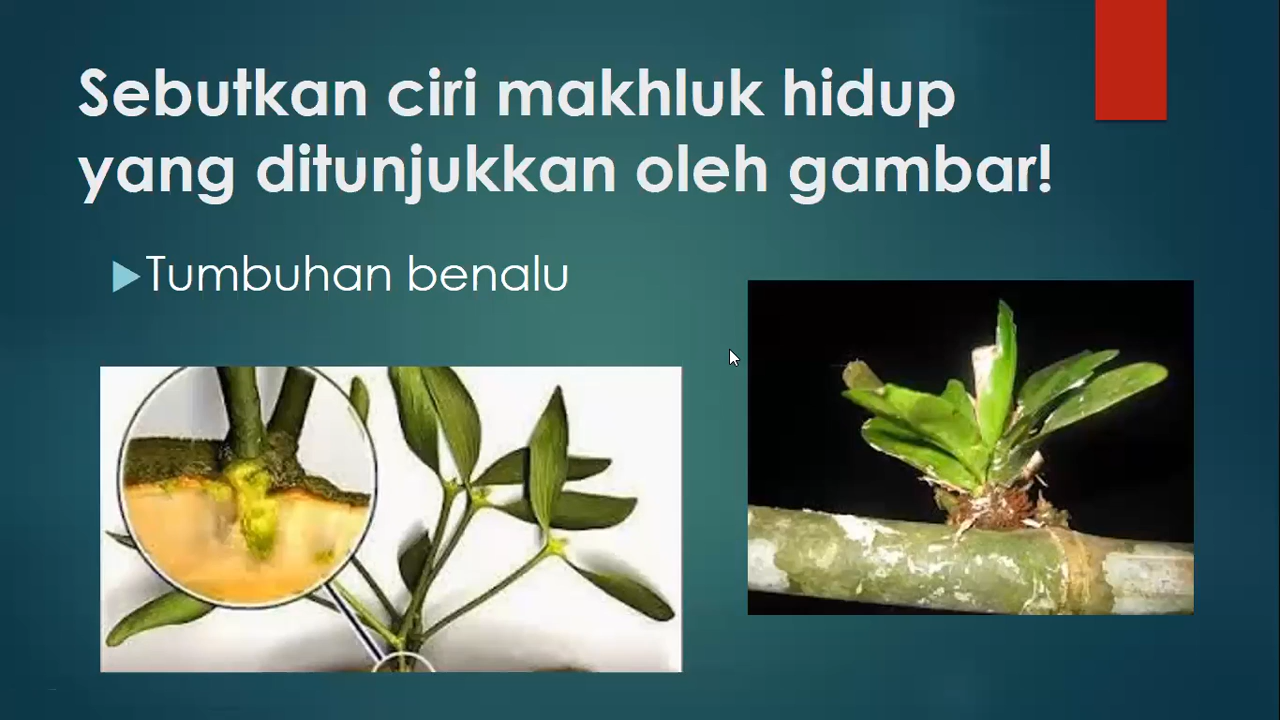 Sebutkan ciri makhluk hidup
yang ditunjukkan oleh gambar!
Tumbuhan benalu